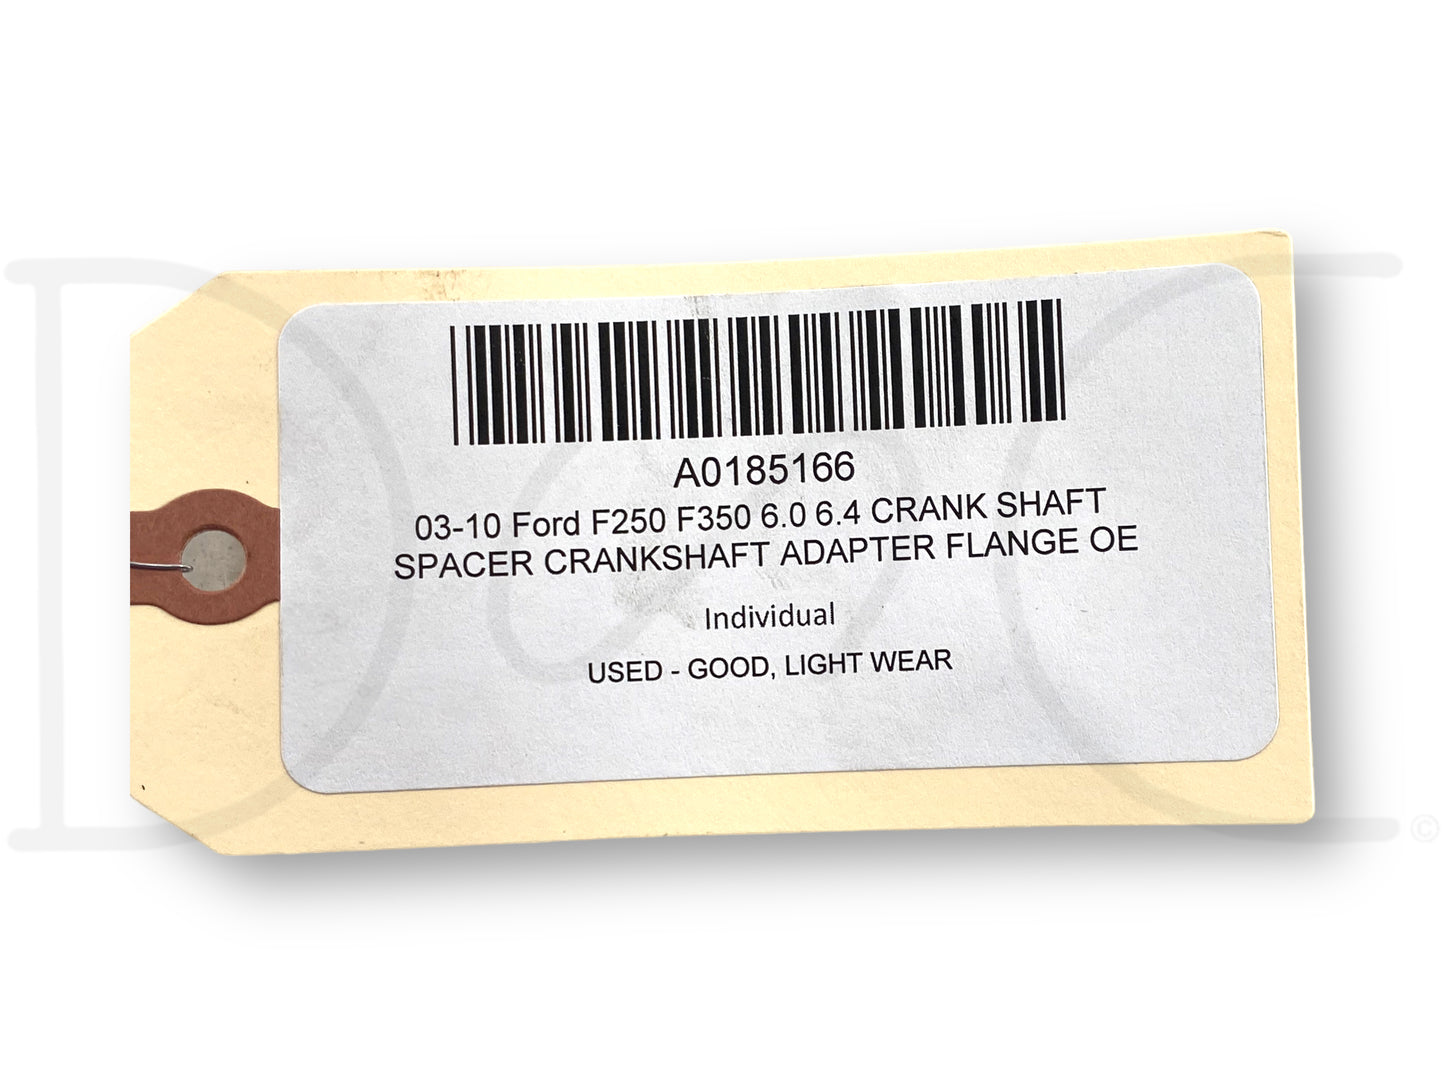 A0185166
03-10 Ford F250 F350 6.0 6.4 CRANK SHAFT
SPACER CRANKSHAFT ADAPTER FLANGE OE
Individual
USED - GOOD, LIGHT WEAR
©